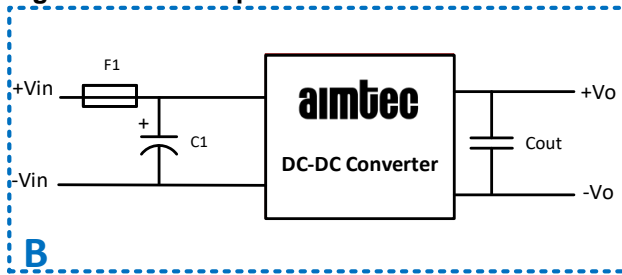 F1
+Vin
+
C1
-Vin
aimtec
DC-DC Converter
+Vo
Cout
-Vo
B